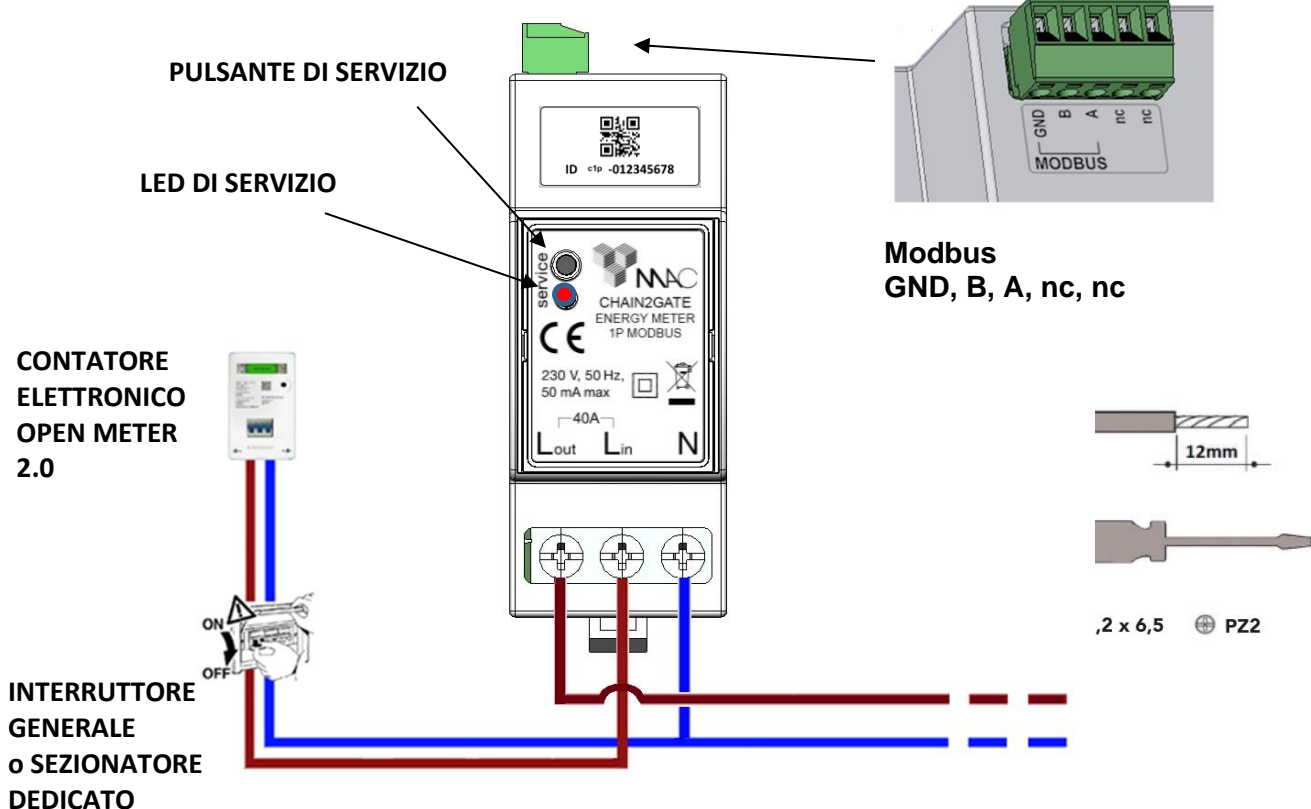 PULSANTE DI SERVIZIO
LED DI SERVIZIO
ID c1p -012345678
GND
B
A
nc
nc
MODBUS
Modbus
GND, B, A, nc, nc
service
MAC
CHAIN2GATE
ENERGY METER
1P MODBUS
CE
230 V, 50 Hz,
50 mA max
40A
Lout Lin N
CONTATORE
ELETTRONICO
OPEN METER
2.0
12mm
,2 x 6,5 PZ2
ON
OFF
INTERRUTTORE
GENERALE
o SEZIONATORE
DEDICATO